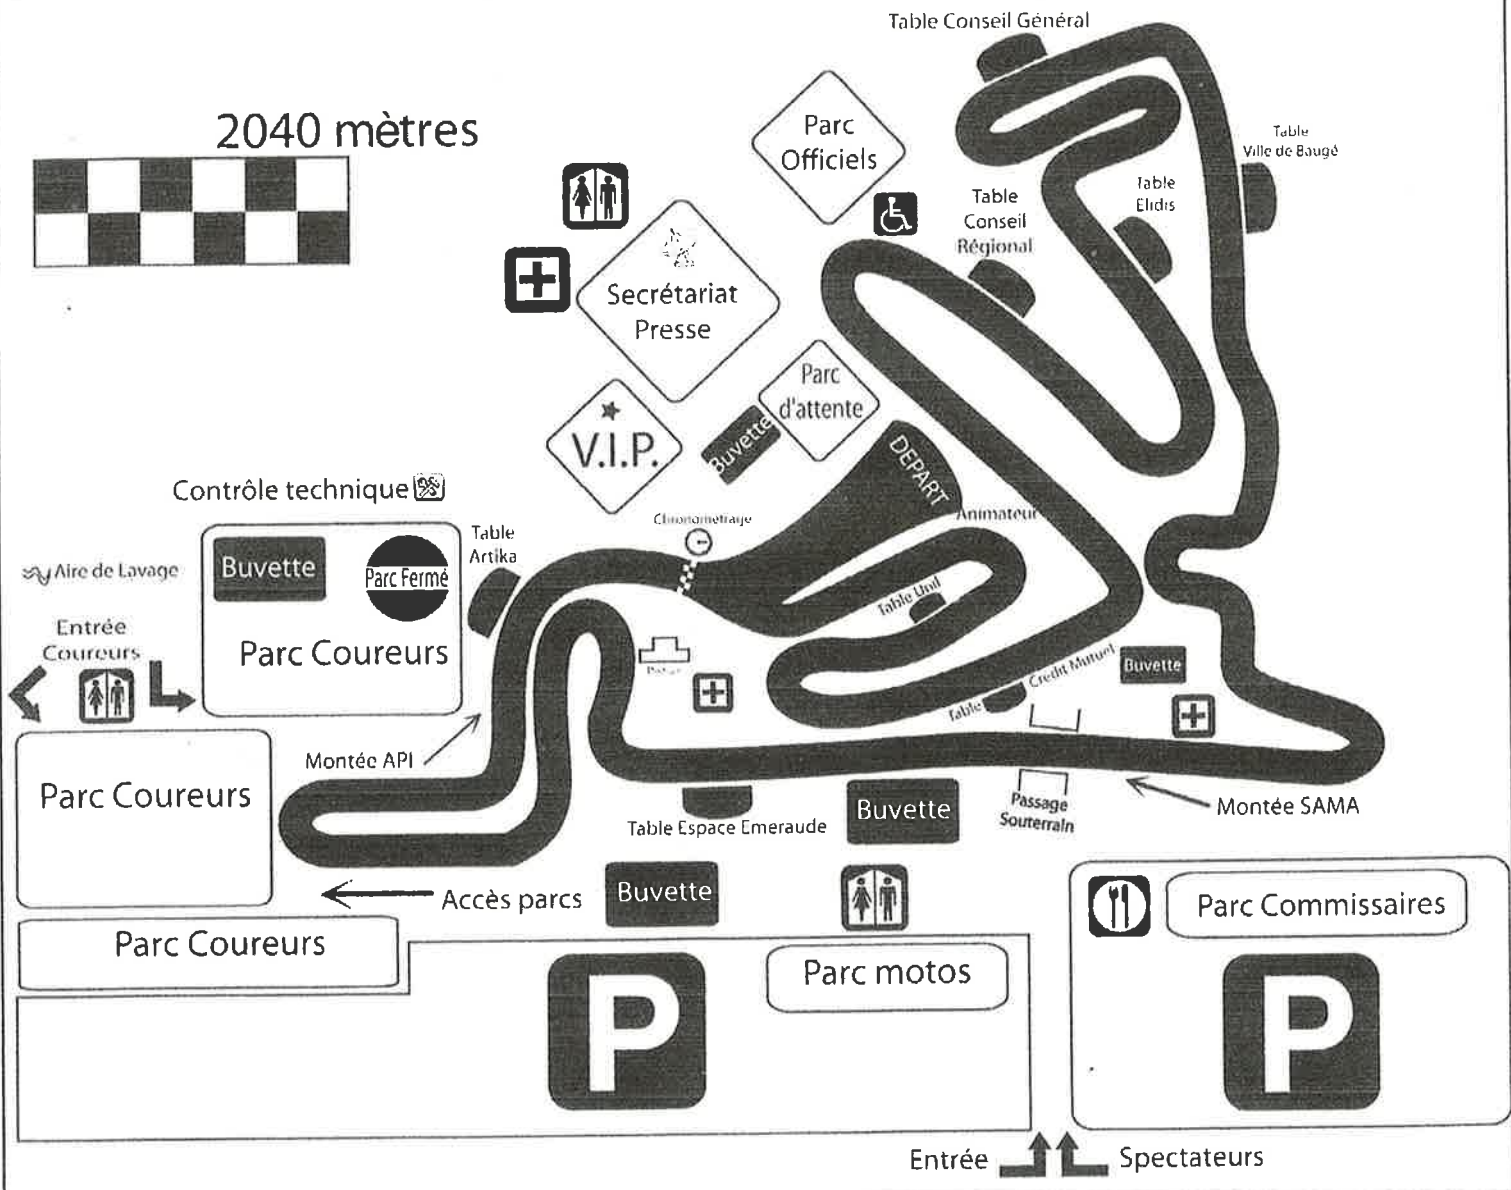 Table Conseil Général
2040 mètres
Parc
Officiels
Table
Ville de Baugé
Table
Elidis
Table
Conseil
Régional
Secrétariat
Presse
Parc
d'attente
V.I.P.
Buvette
DEPART
Contrôle technique
Chronométrage
Animateur
Table
Artika
Buvette
Parc Fermé
Aire de Lavage
Table Unil
Entrée
Coureurs
Parc Coureurs
Credit Mutuel
Buvette
Table
Montée API
Parc Coureurs
Buvette
Passage
Souterrain
Montée SAMA
Table Espace Emeraude
Accès parcs
Buvette
Parc Commissaires
Parc Coureurs
Parc motos
P
P
Entrée
Spectateurs